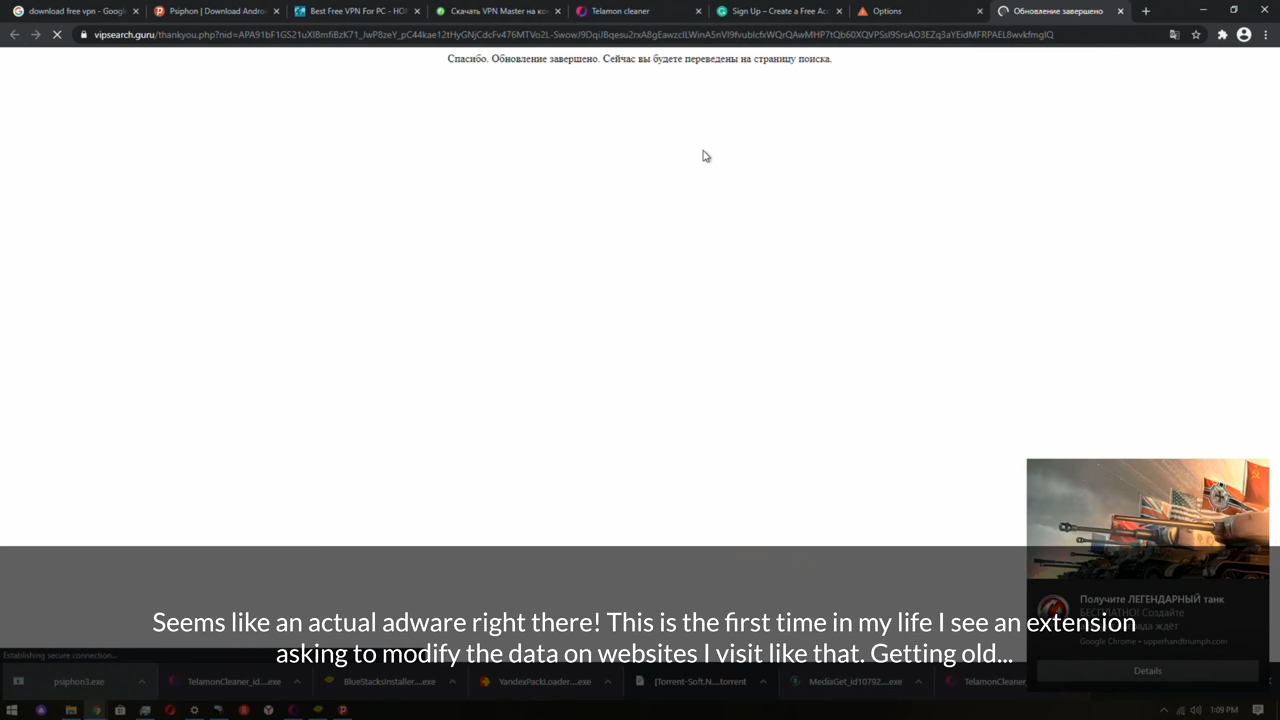 download free vpn - Googl
Psiphon | Download Androi
Best Free VPN For PC - HO
Скачать VPN Master на ко
Telamon cleaner
Sign Up – Create a Free Ac
Options
Обновление завершено
Спасибо. Обновление завершено. Сейчас вы будете переведены на страницу поиска.
Получите ЛЕГЕНДАРНЫЙ танк
БЕСПЛАТНО! Создайте
ждёт
Google Chrome • upperhandtriumph.com
Details
Seems like an actual adware right there! This is the first time in my life I see an extension
asking to modify the data on websites I visit like that. Getting old...
Establishing secure connection...
psiphon3.exe
TelamonCleaner_id....exe
BlueStacksInstaller....exe
YandexPackLoader....exe
[Torrent-Soft.N....torrent
MediaGet_id10792....exe
TelamonCleaner
1:09 PM